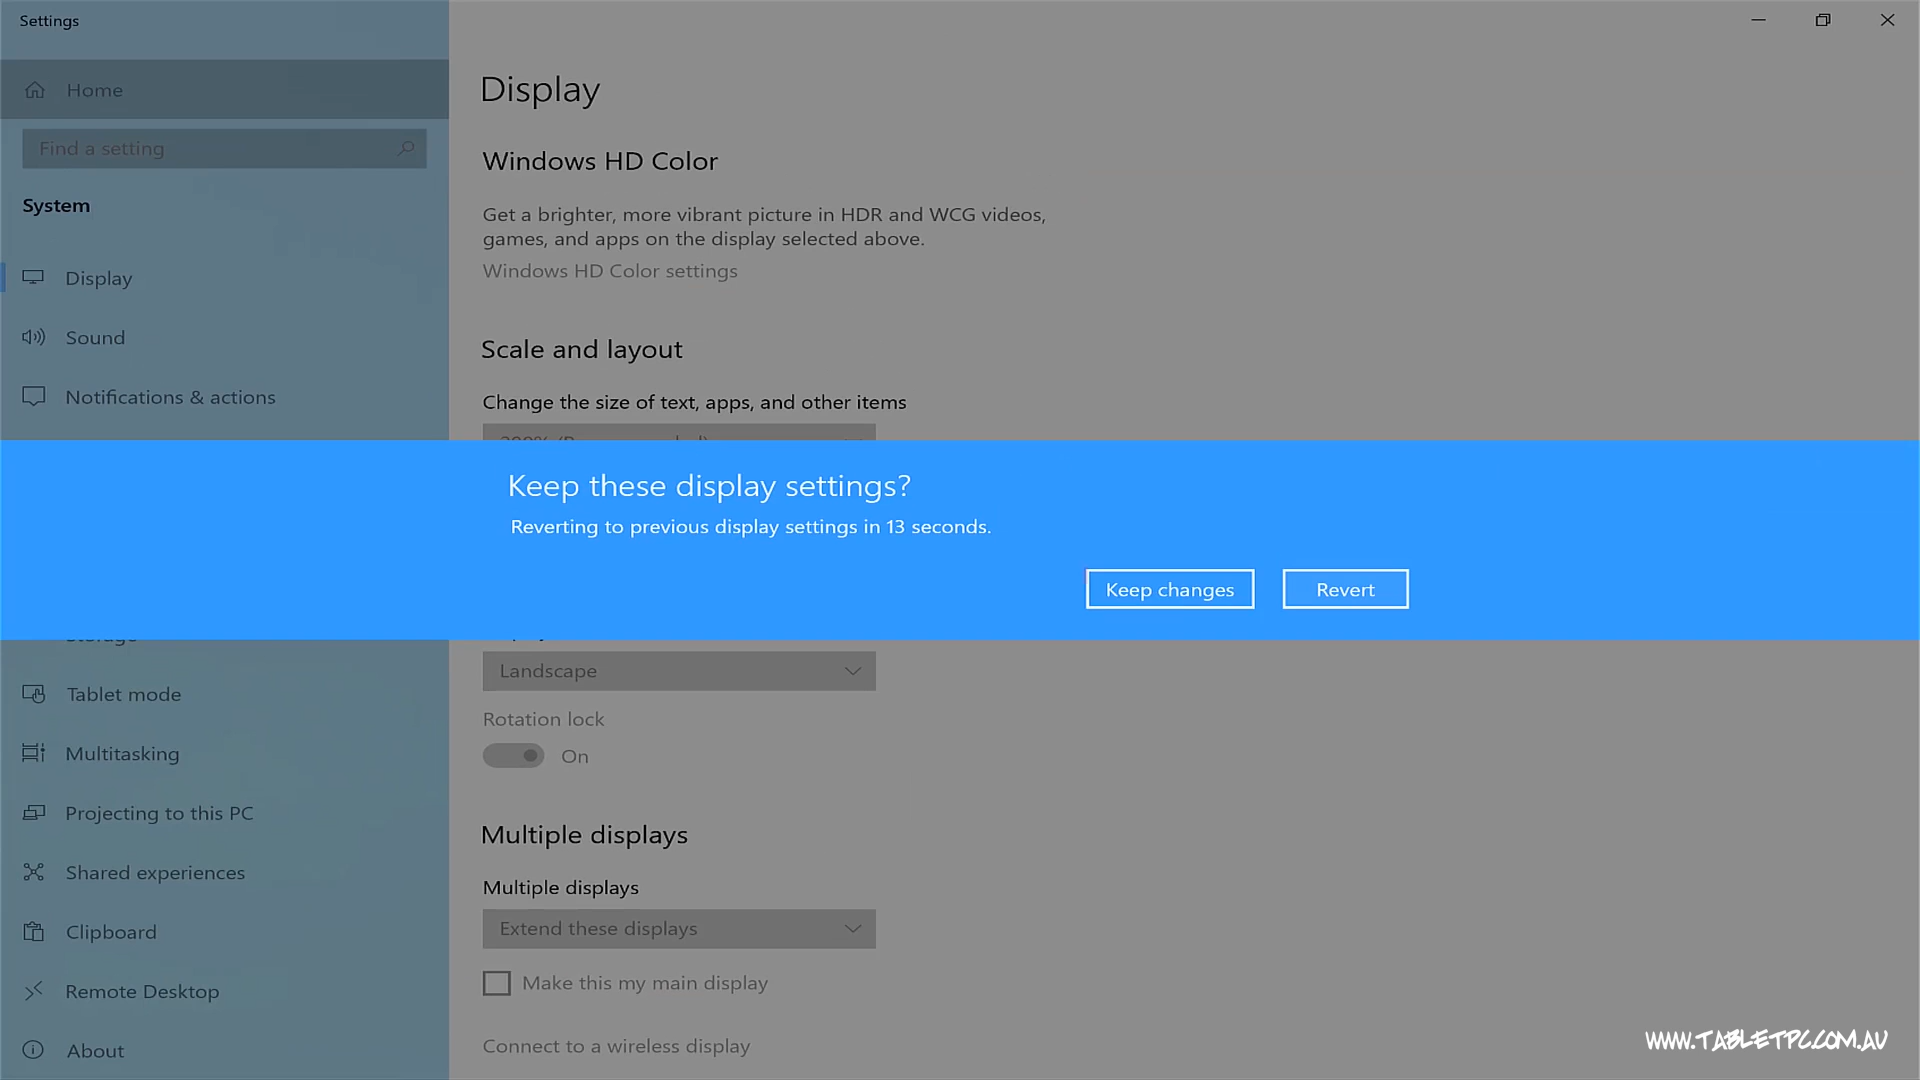 Settings
Home
Find a setting
System
Display
Sound
Notifications & actions
Display
Windows HD Color
Get a brighter, more vibrant picture in HDR and WCG videos,
games, and apps on the display selected above.
Windows HD Color settings
Scale and layout
Change the size of text, apps, and other items
Keep these display settings?
Reverting to previous display settings in 13 seconds.
Keep changes
Revert
Storage
Tablet mode
Multitasking
Projecting to this PC
Shared experiences
Clipboard
Remote Desktop
About
Landscape
Rotation lock
On
Multiple displays
Multiple displays
Extend these displays
Make this my main display
Connect to a wireless display
WWW.TABLETPC.COM.AU